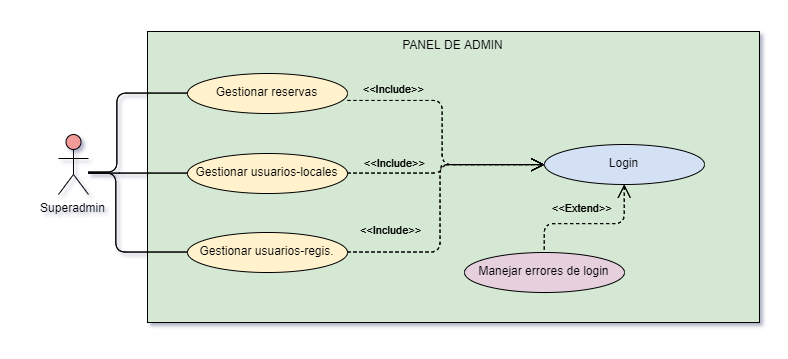 PANEL DE ADMIN
Gestionar reservas
<<Include>>
Gestionar usuarios-locales
<<Include>>
Login
Superadmin
<<Extend>>
Gestionar usuarios-regis.
<<Include>>
Manejar errores de login